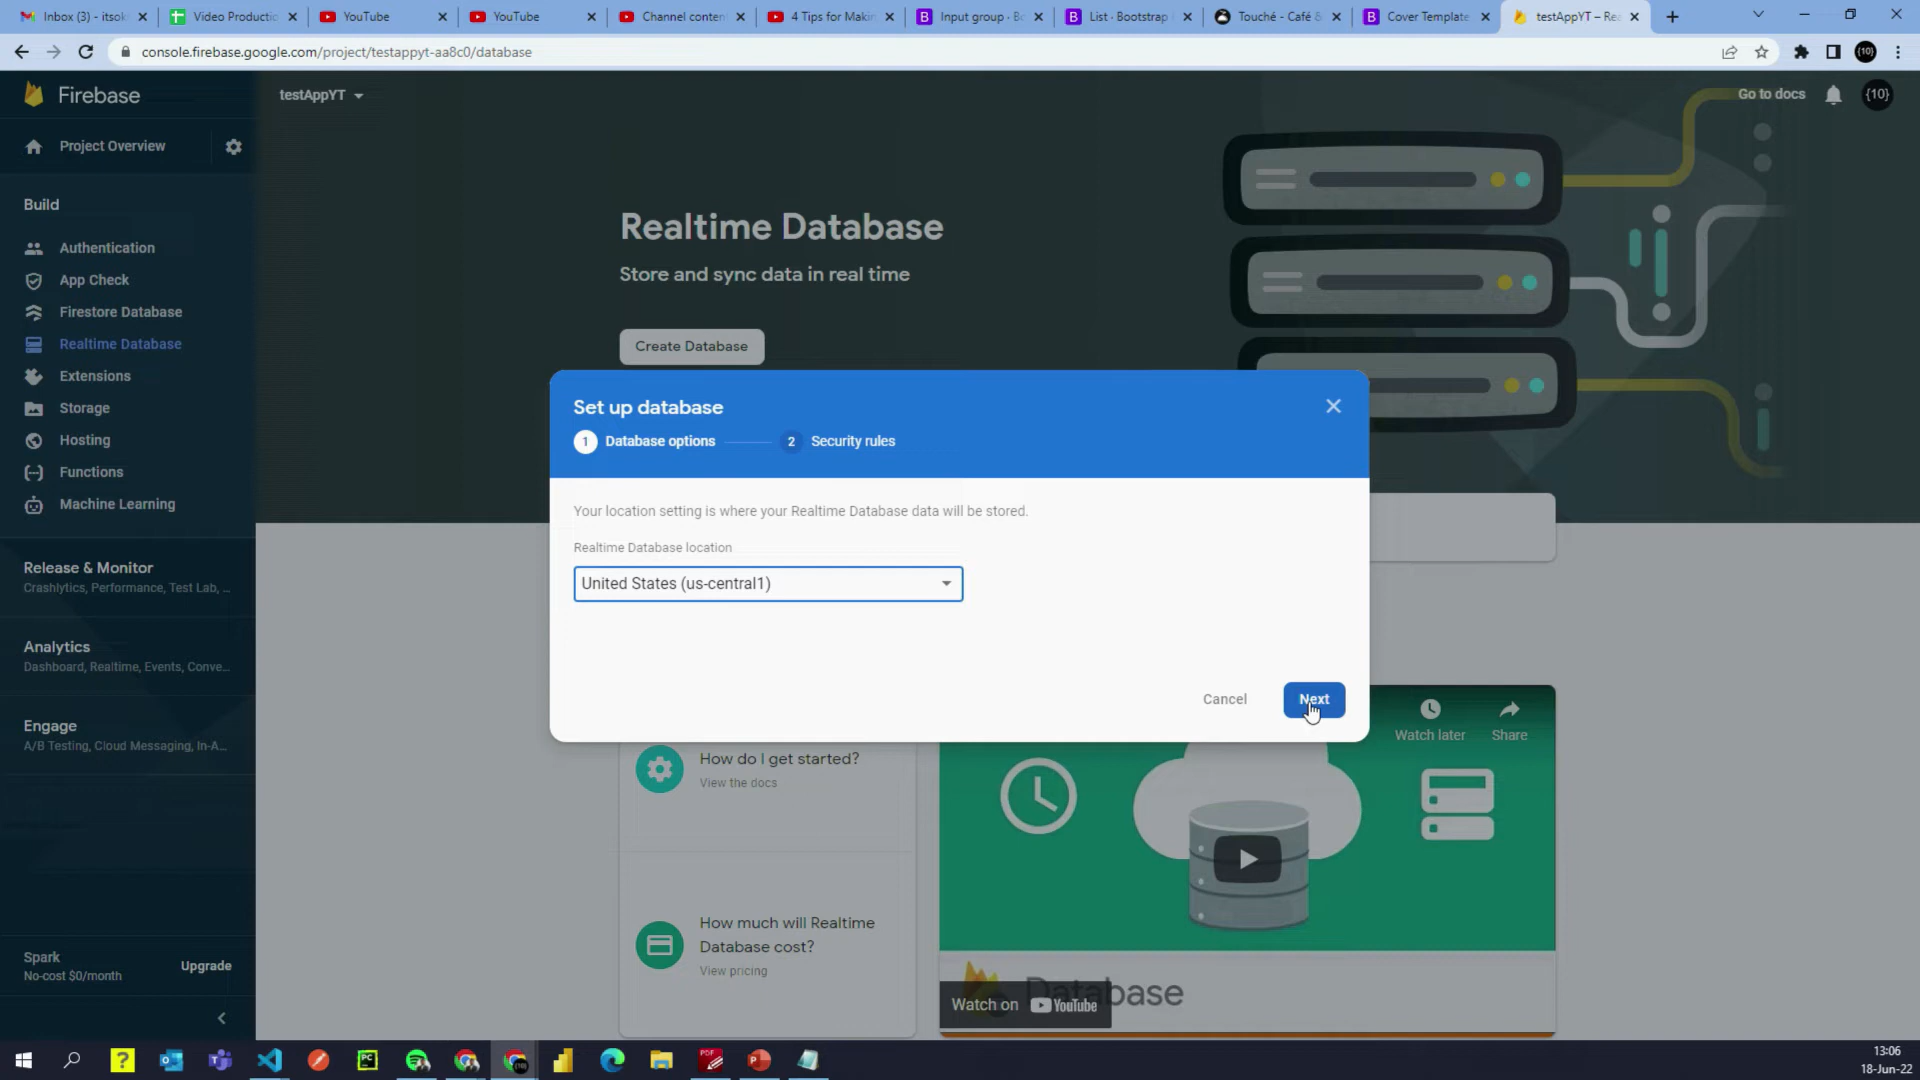 Inbox (3) - itsok
Video Productio
YouTube
YouTube
Channel conten
4 Tips for Makin
Input group · Bo
List · Bootstrap
Touché - Café &
Cover Template
testAppYT – Rea
console.firebase.google.com/project/testappyt-aa8c0/database
{10}
Firebase
testAppYT
Go to docs
{10}
Project Overview
Build
Authentication
App Check
Firestore Database
Realtime Database
Extensions
Storage
Hosting
Functions
Machine Learning
Release & Monitor
Crashlytics, Performance, Test Lab, ...
Analytics
Dashboard, Realtime, Events, Conve...
Engage
A/B Testing, Cloud Messaging, In-A...
Spark
No-cost $0/month
Upgrade
Realtime Database
Store and sync data in real time
Create Database
Set up database
1 Database options
2 Security rules
Your location setting is where your Realtime Database data will be stored.
Realtime Database location
United States (us-central1)
Cancel
Next
How do I get started?
View the docs
How much will Realtime
Database cost?
View pricing
Watch later
Share
Database
Watch on YouTube
PC
PDF
13:06
18-Jun-22